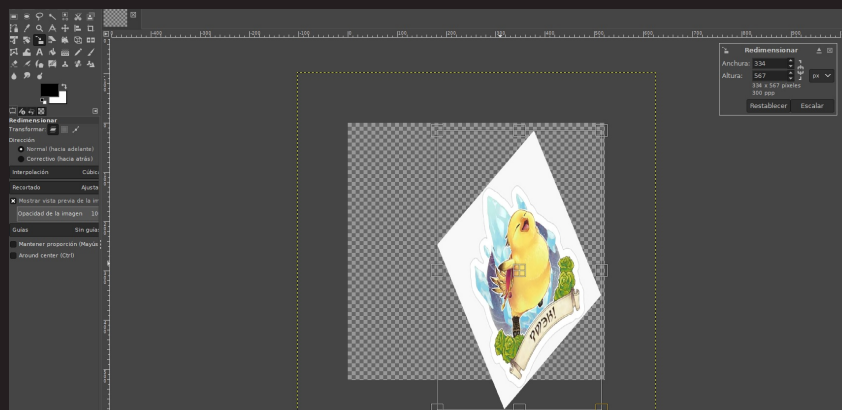 Redimensionar
Transformar:
Dirección
Normal (hacia adelante)
Correctivo (hacia atrás)
Interpolación Cúbic
Recortado Ajusta
Mostrar vista previa de la im
Opacidad de la imagen 10
Guías Sin guías
Mantener proporción (Mayús
Around center (Ctrl)
Redimensionar
Anchura: 334
Altura: 567 px
334 x 567 píxeles
300 ppp
Restablecer Escalar